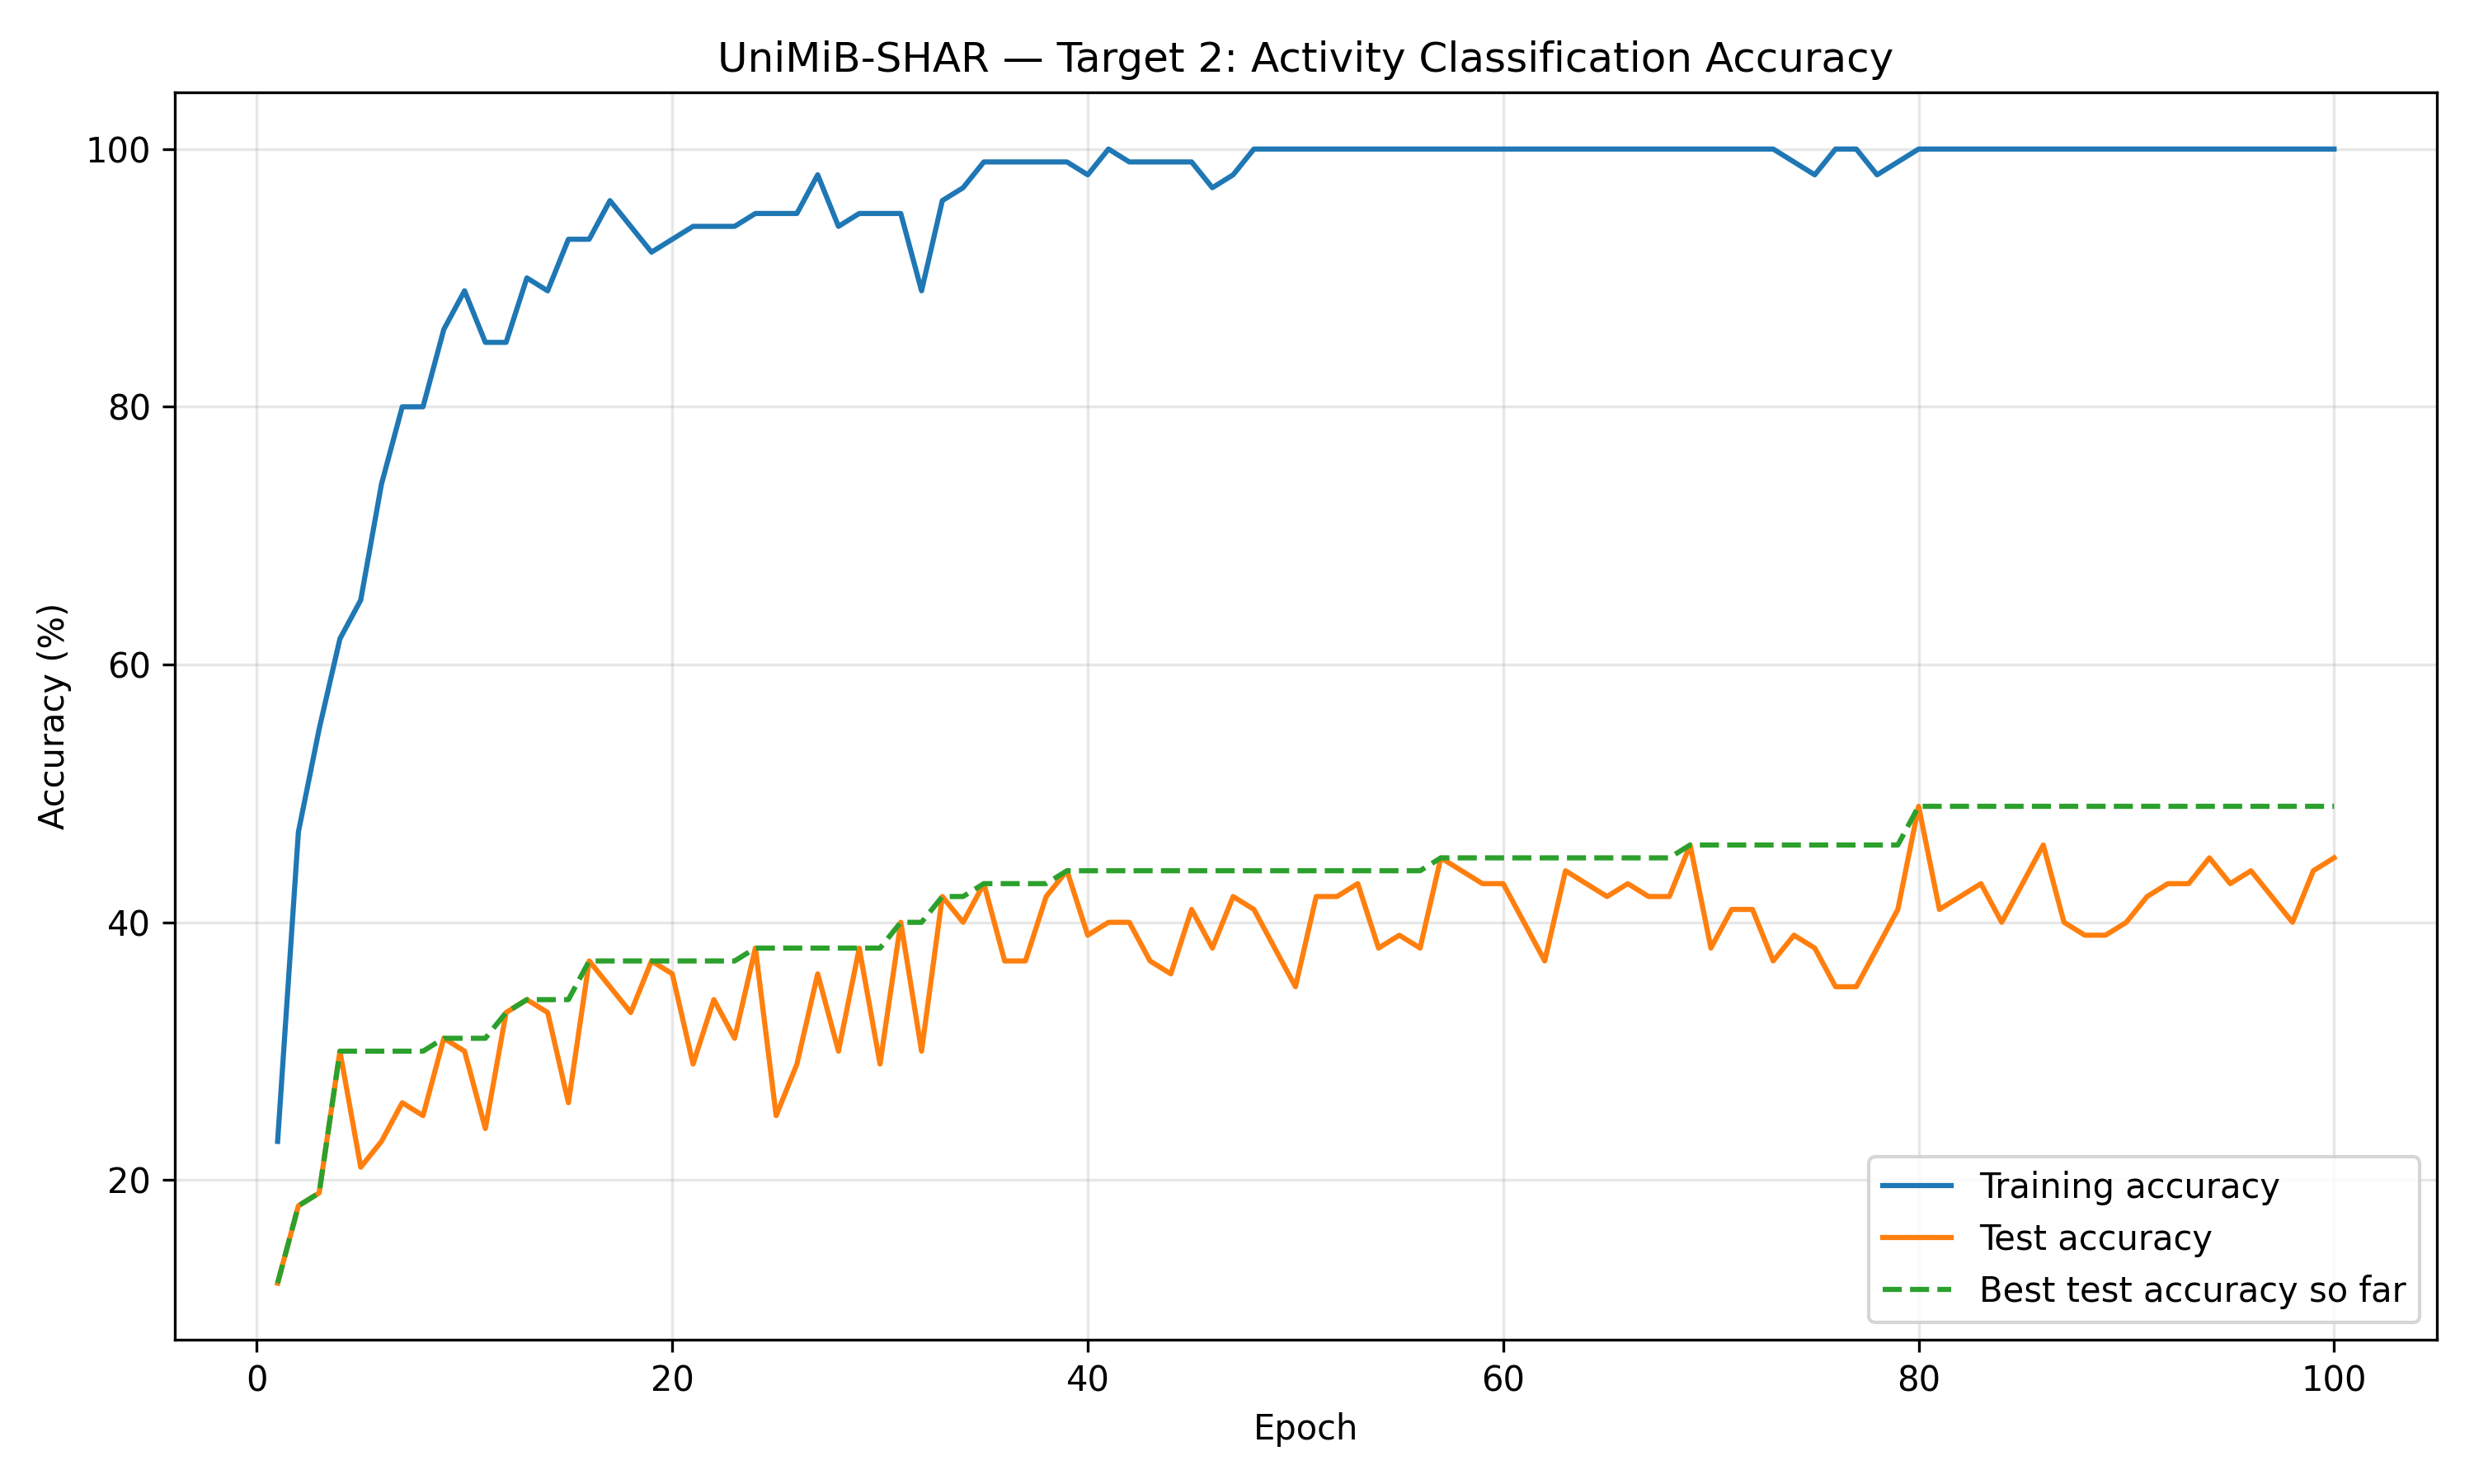 UniMiB-SHAR — Target 2: Activity Classification Accuracy
Accuracy (%)
100
80
60
40
20
0
20
40
60
80
100
Epoch
Training accuracy
Test accuracy
Best test accuracy so far